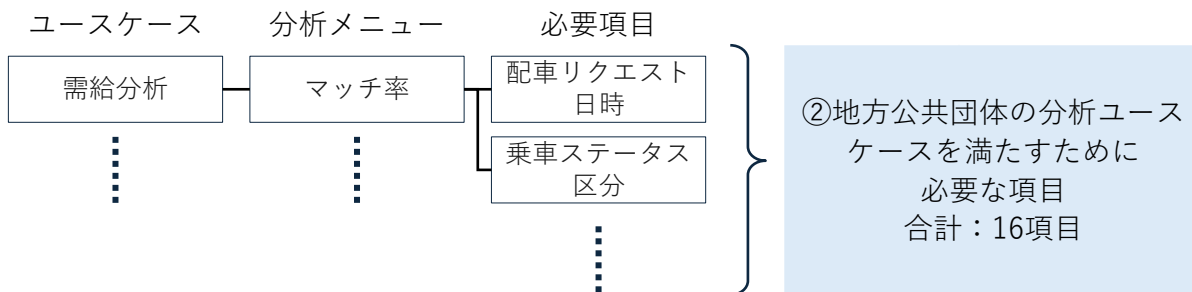 ユースケース
分析メニュー
必要項目
需給分析
マッチ率
配車リクエスト
日時
乗車ステータス
区分
②地方公共団体の分析ユース
ケースを満たすために
必要な項目
合計：16項目